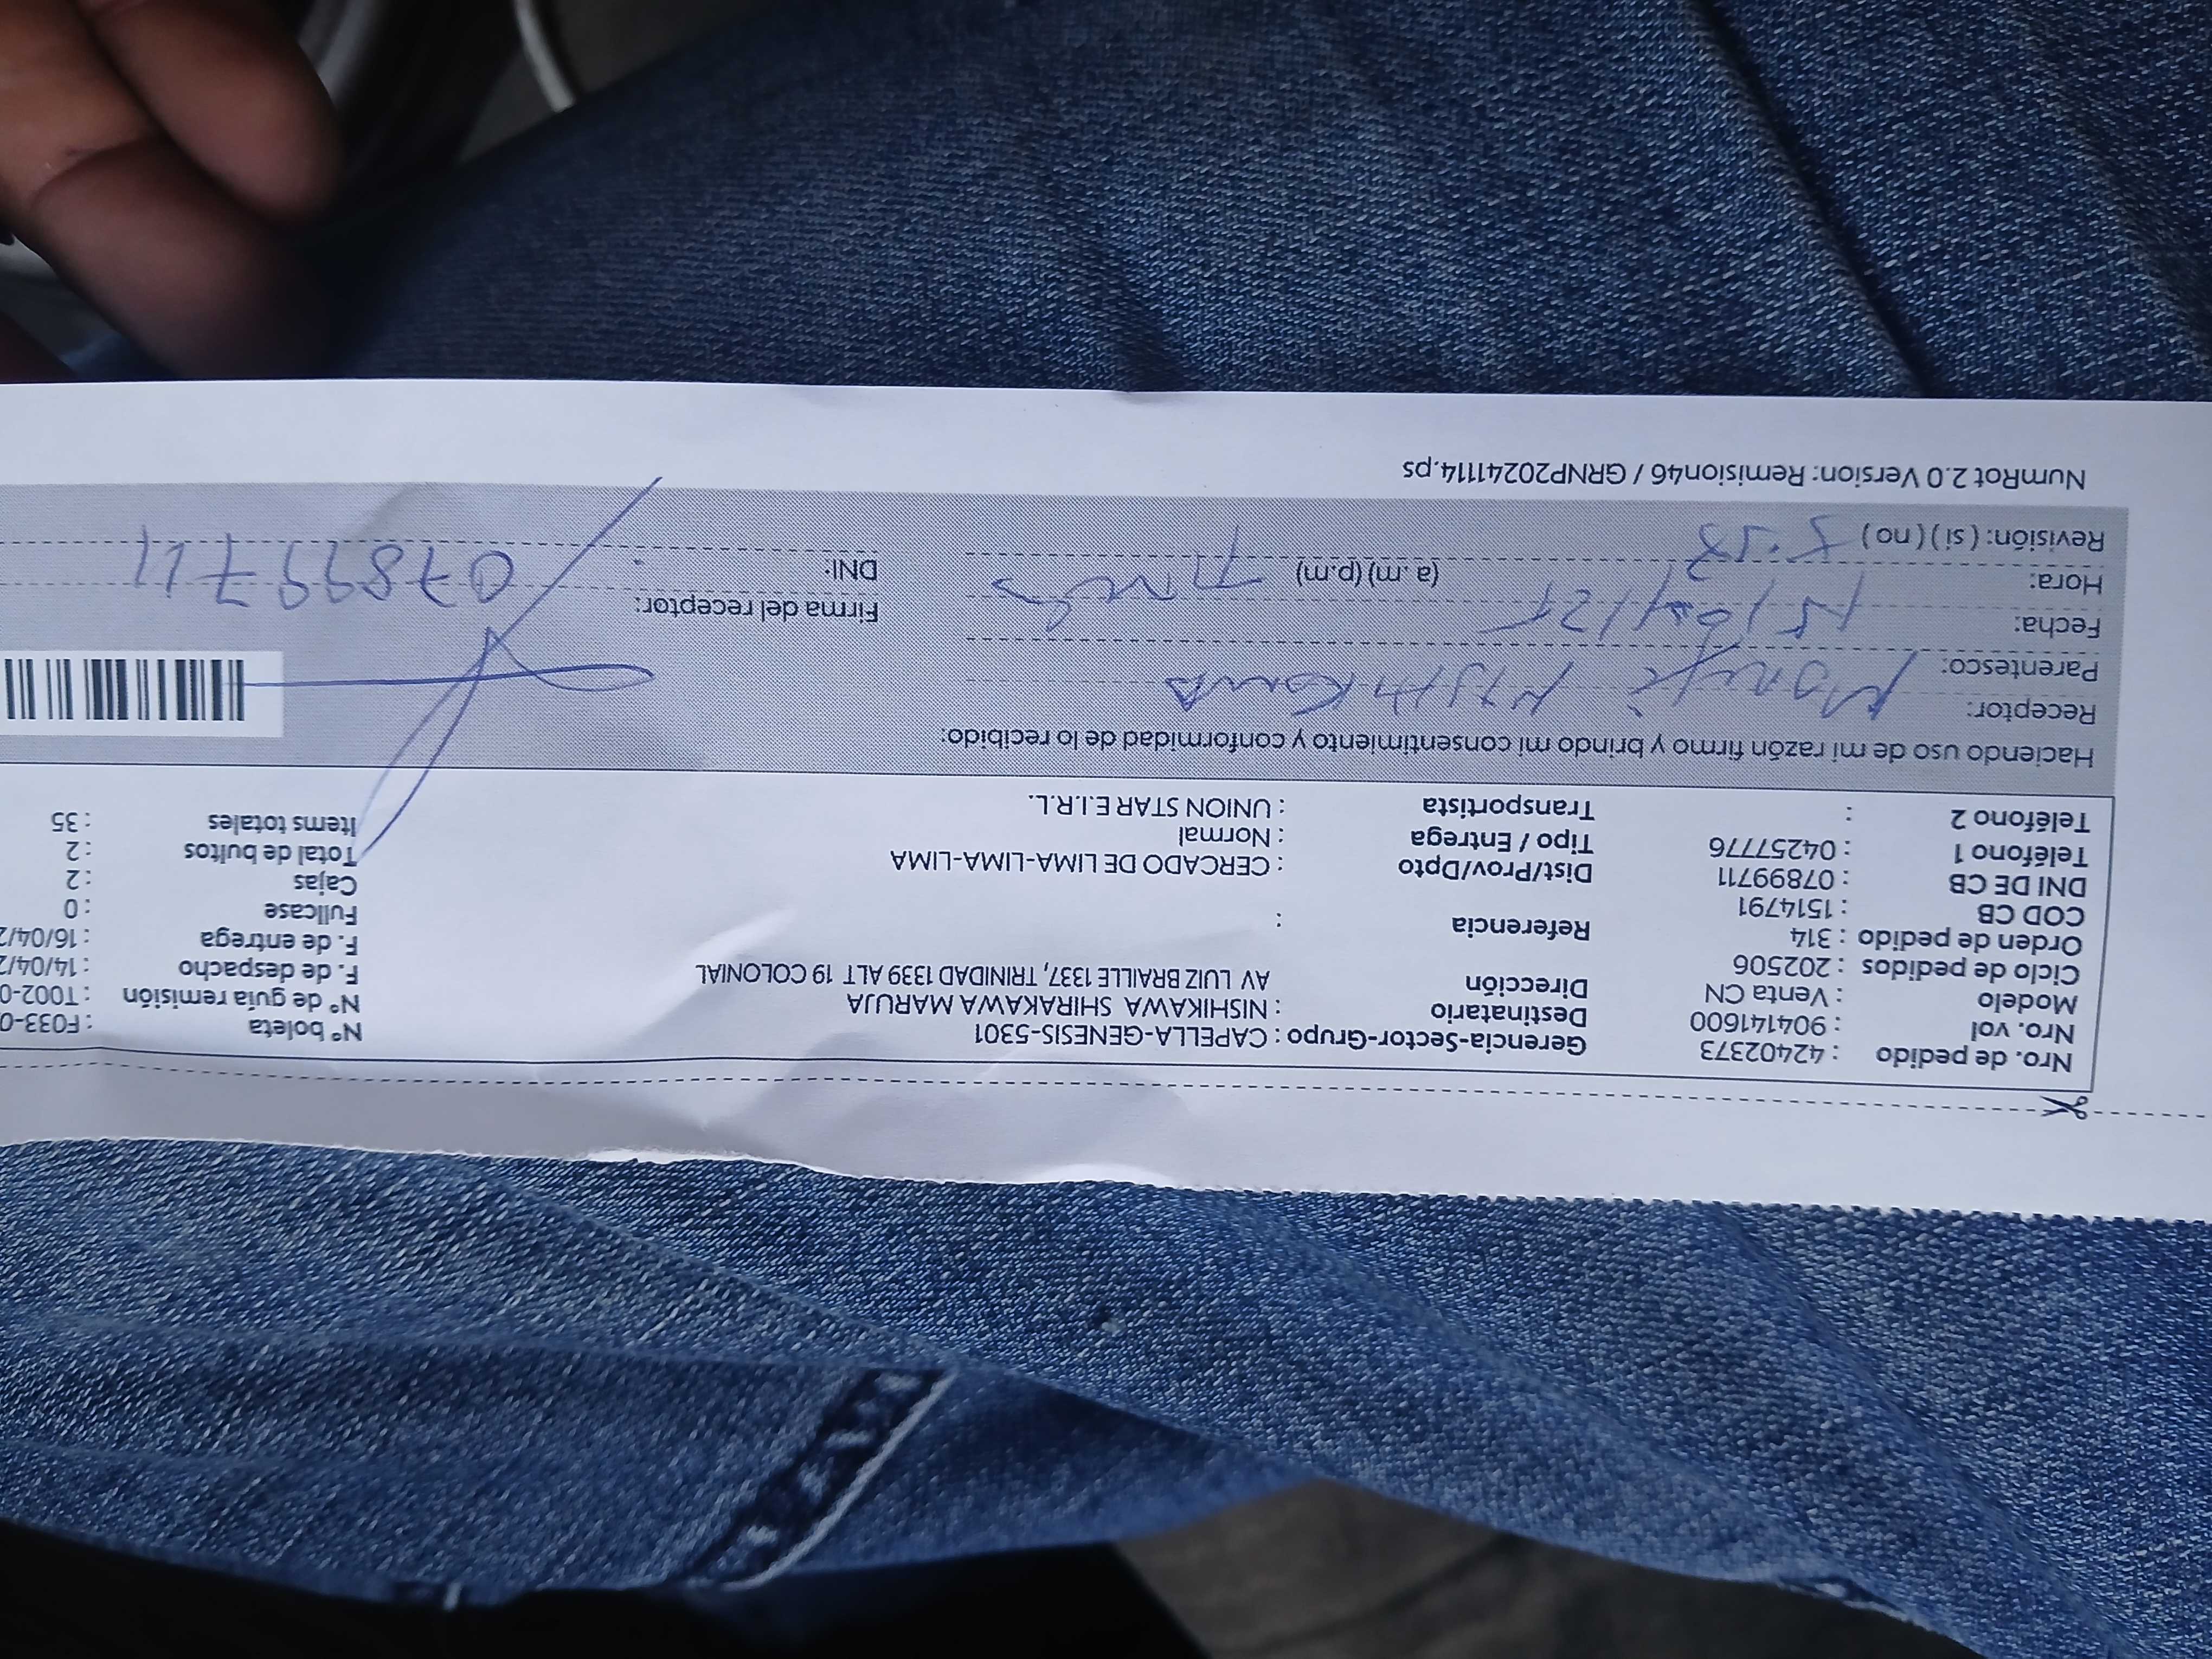 Nro. de pedido : 42402373 Gerencia-Sector-Grupo : CAPELLA-GENESIS-5301 N° boleta : F033-0
Nro. vol : 904141600 Destinatario : NISHIKAWA SHIRAKAWA MARUJA N° de guía remisión : T002-0
Modelo : Venta CN Dirección AV LUIZ BRAILLE 1337, TRINIDAD 1339 ALT 19 COLONIAL F. de despacho : 14/04/2
Ciclo de pedidos : 202506 F. de entrega : 16/04/2
Orden de pedido : 314 Referencia : Fullcase : 0
COD CB : 1514791 Cajas : 2
DNI DE CB : 07899711 Dist/Prov/Dpto : CERCADO DE LIMA-LIMA-LIMA Total de bultos : 2
Teléfono 1 : 04257776 Tipo / Entrega : Normal Items totales : 35
Teléfono 2 : Transportista : UNION STAR E.I.R.L.
Haciendo uso de mi razón firmo y brindo mi consentimiento y conformidad de lo recibido:
Receptor:
Parentesco:
Fecha: 15/04/25 Firma del receptor:
Hora: (a. m) (p.m) DNI: 07899711
Revisión: ( si ) ( no )
NumRot 2.0 Version: Remision46 / GRNP20241114.ps